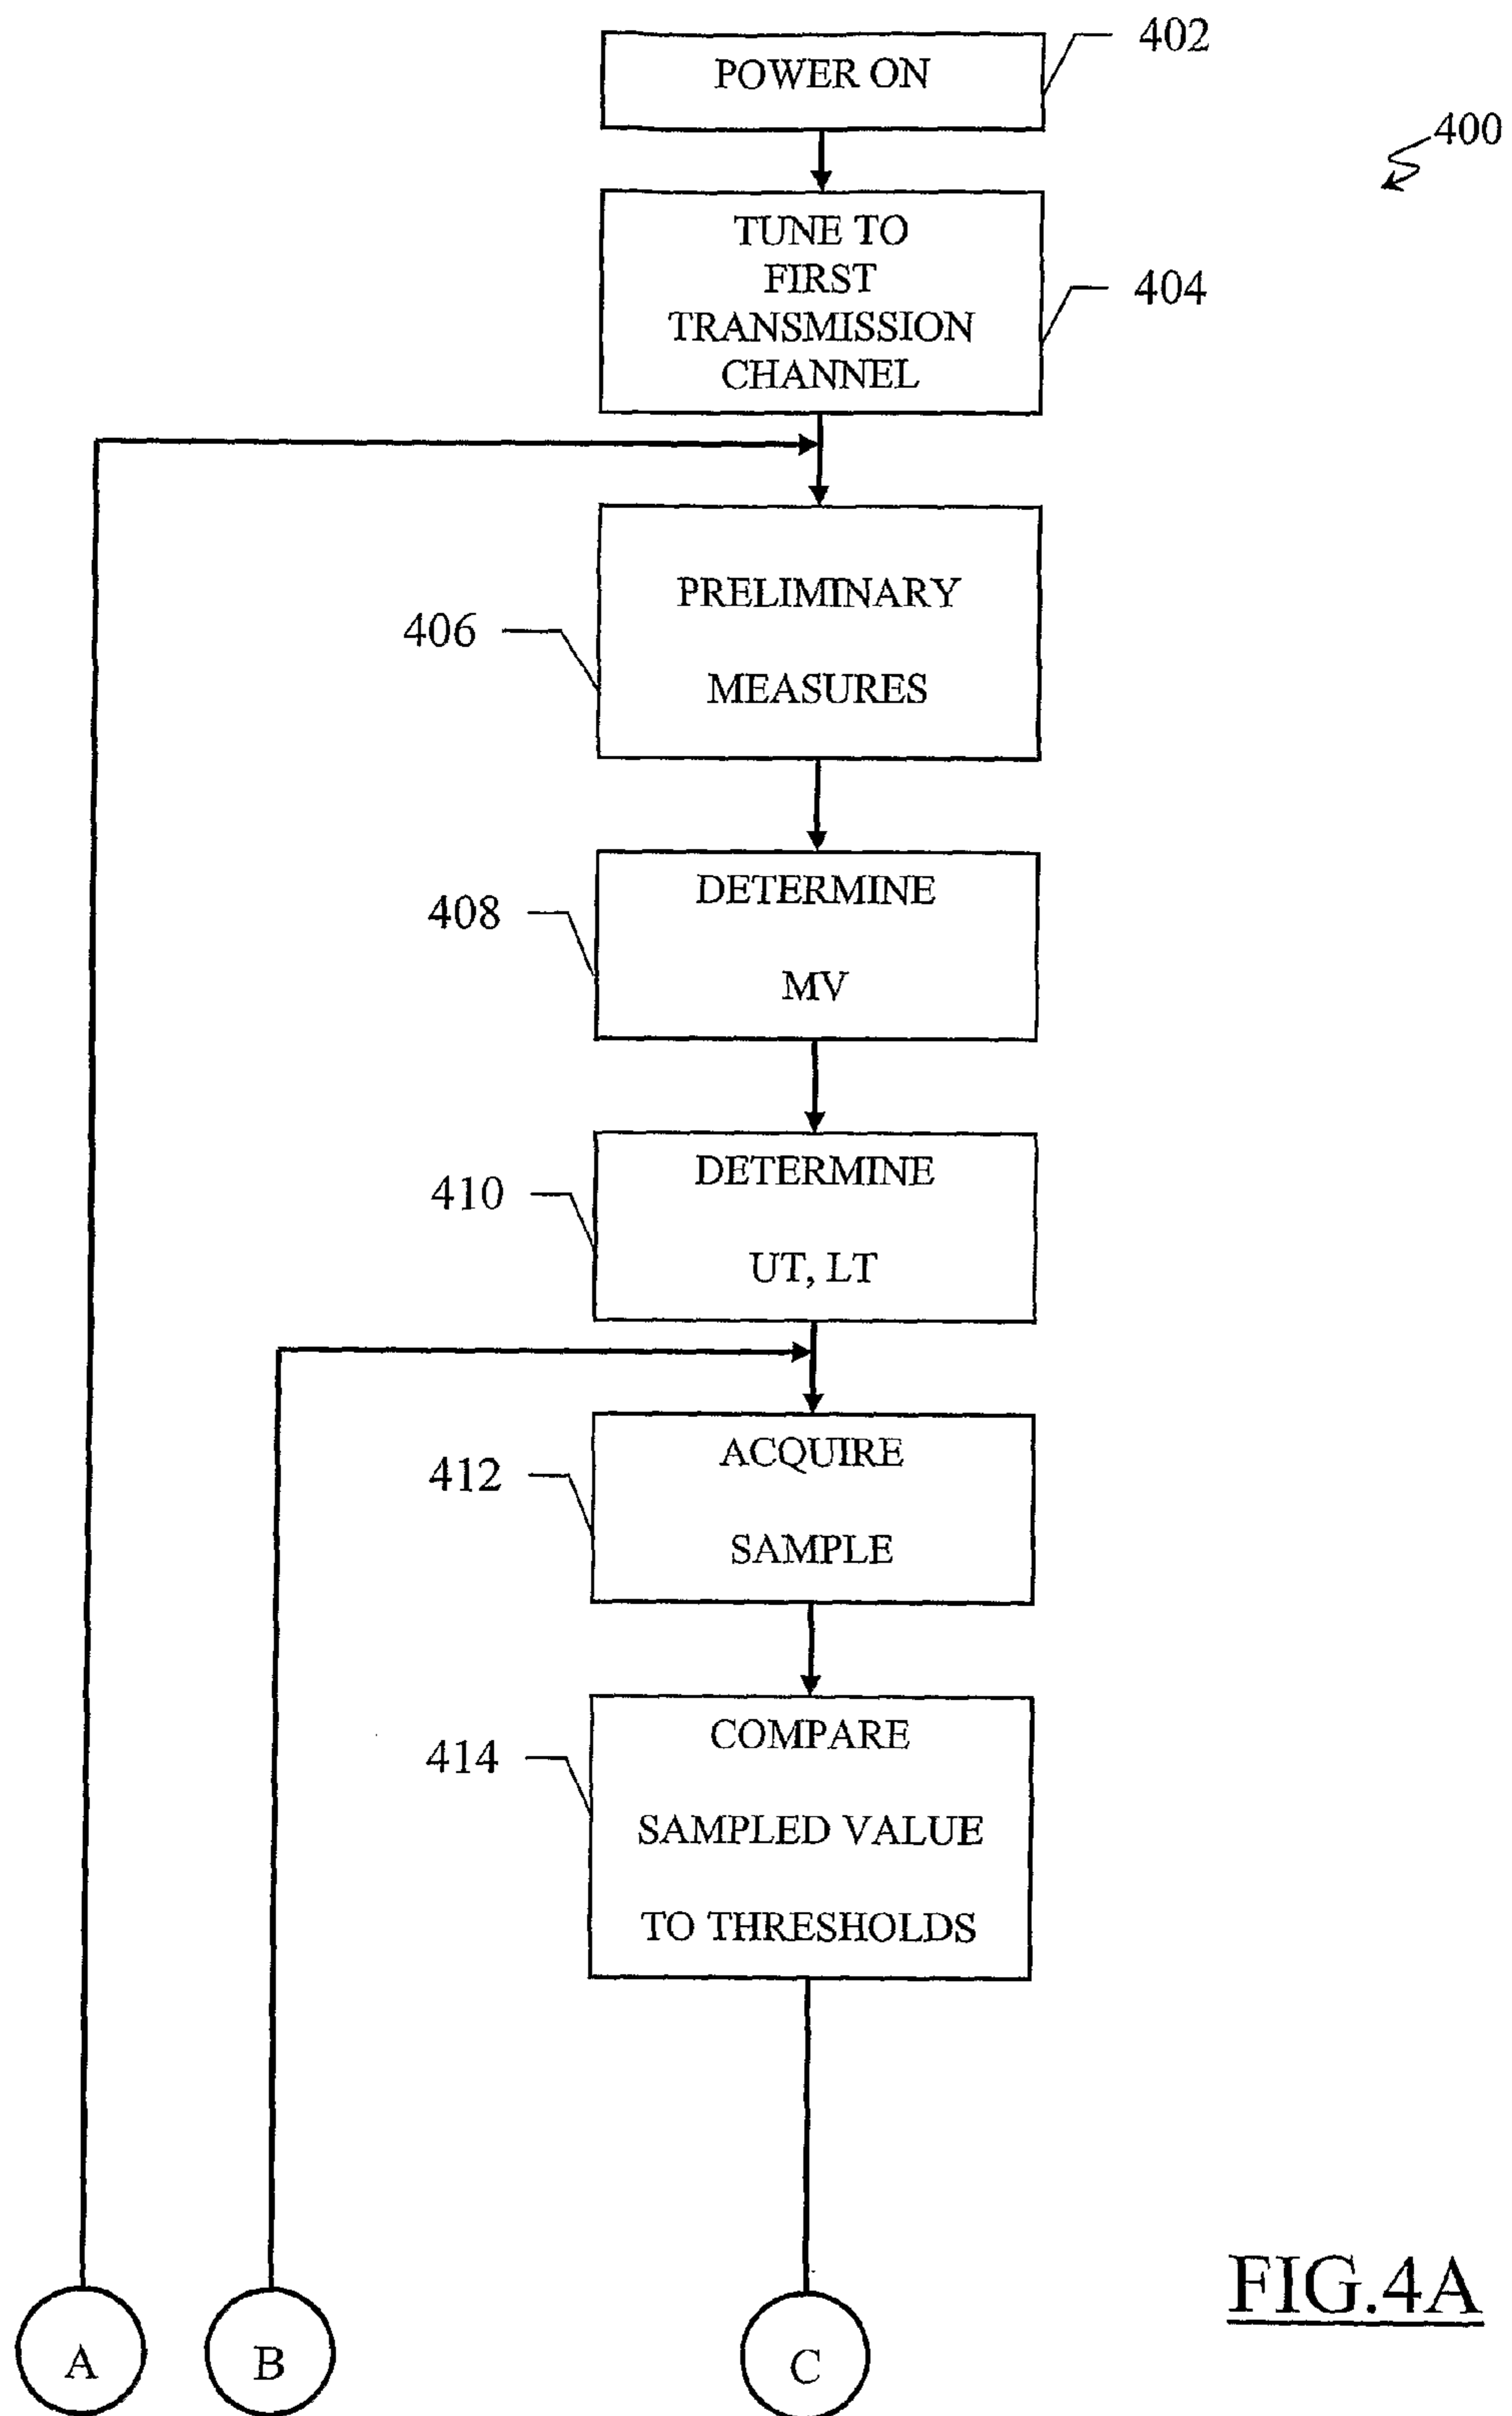 POWER ON
402
400
TUNE TO
FIRST
TRANSMISSION
CHANNEL
404
PRELIMINARY
MEASURES
406
DETERMINE
MV
408
DETERMINE
UT, LT
410
ACQUIRE
SAMPLE
412
COMPARE
SAMPLED VALUE
TO THRESHOLDS
414
A
B
C
FIG.4A